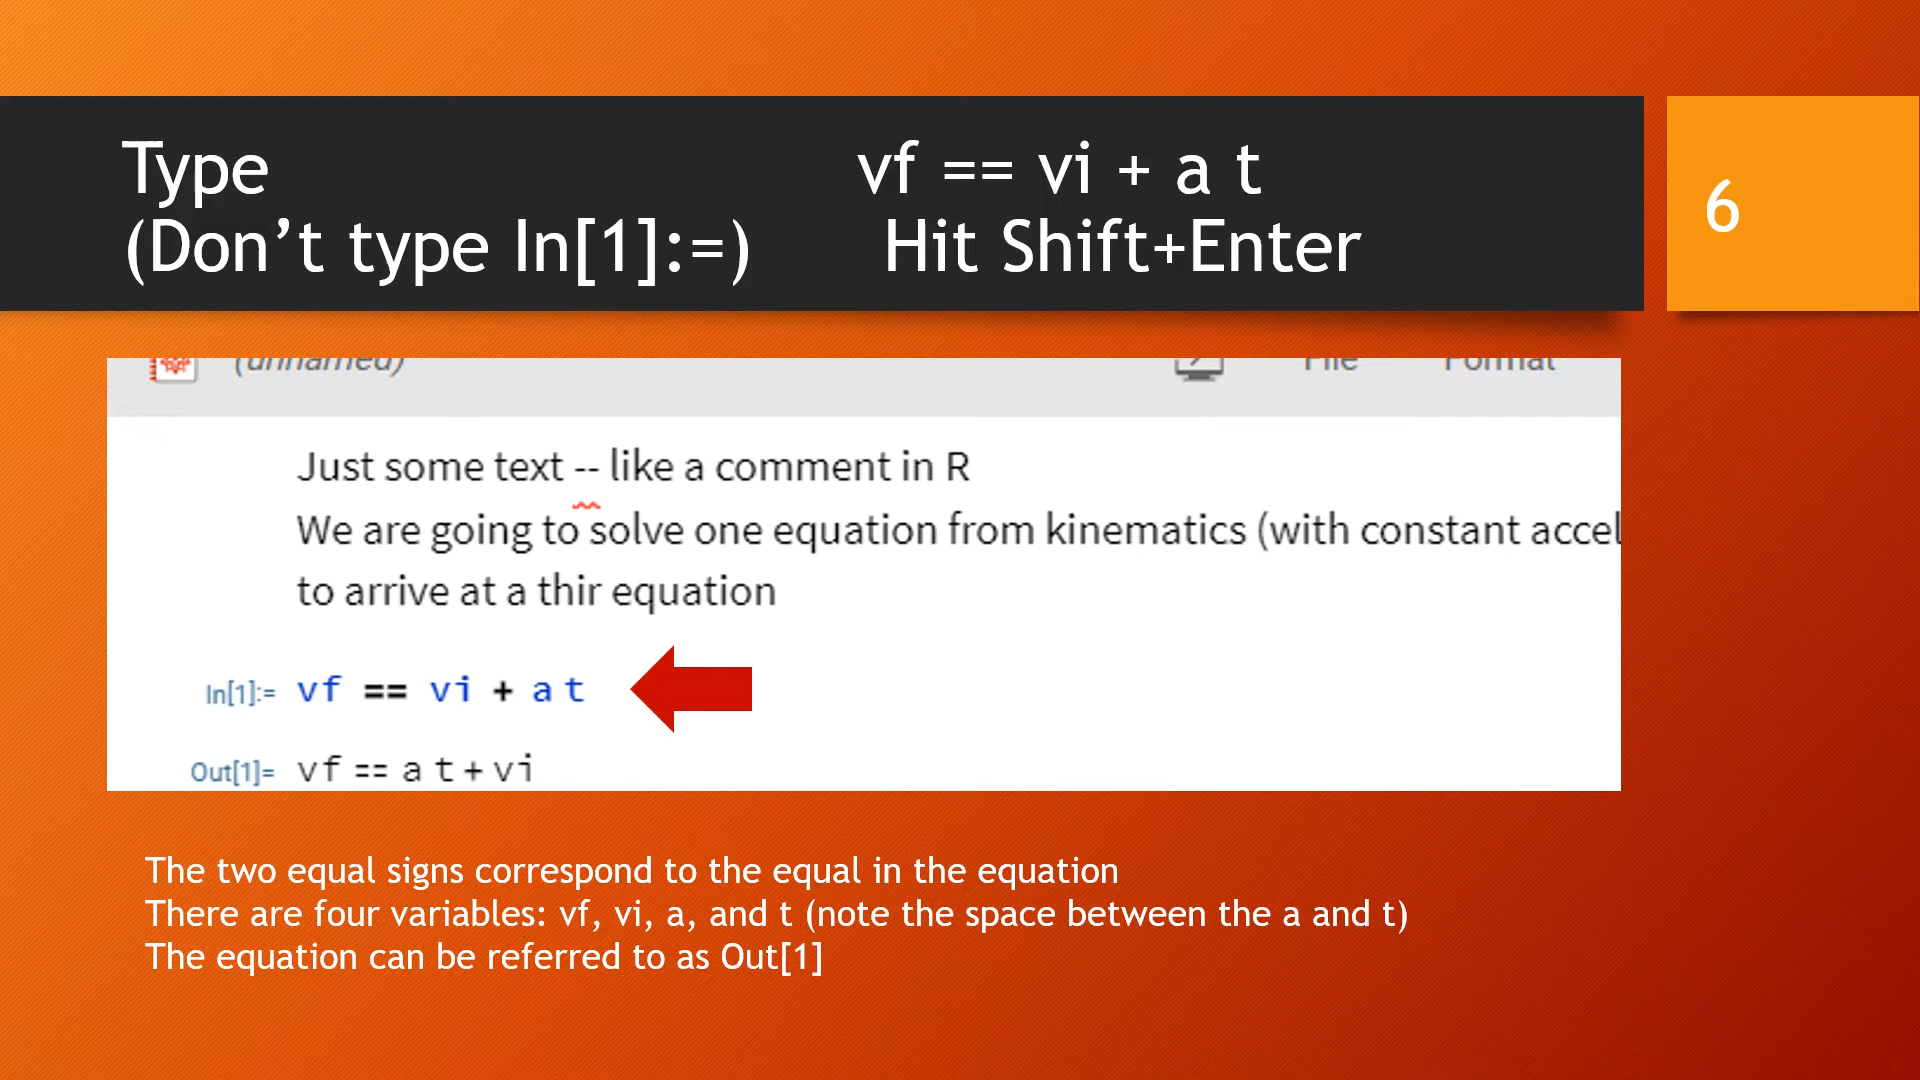 Type vf == vi + a t
(Don’t type In[1]:=) Hit Shift+Enter
6
(unnamed) File Format
Just some text -- like a comment in R
We are going to solve one equation from kinematics (with constant accel
to arrive at a thir equation
In[1]:= vf == vi + a t
Out[1]= vf == a t + vi
The two equal signs correspond to the equal in the equation
There are four variables: vf, vi, a, and t (note the space between the a and t)
The equation can be referred to as Out[1]